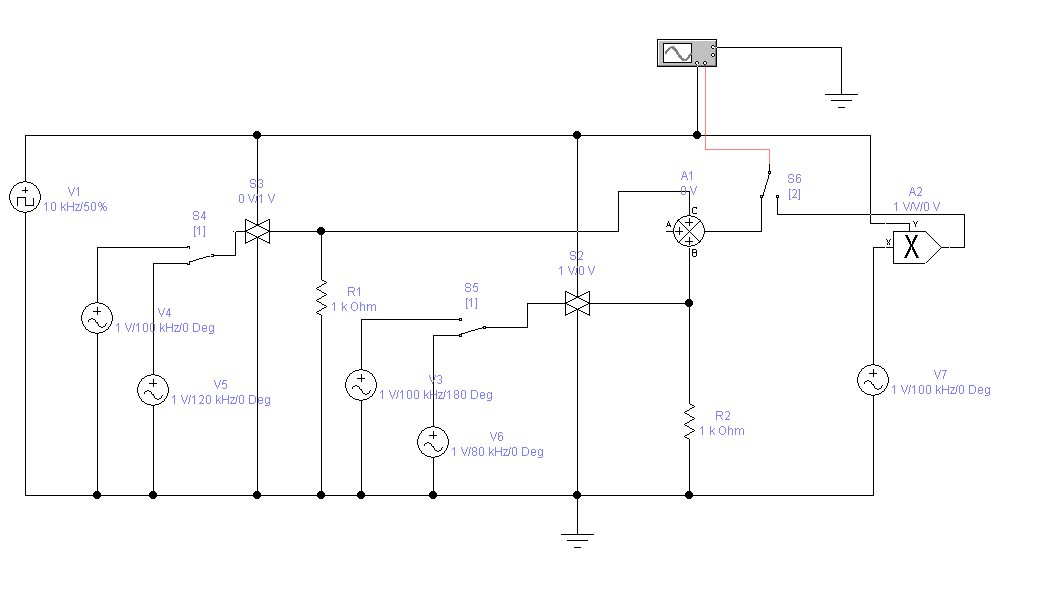 V1
10 kHz/50%
S3
0 V/1 V
S4
[1]
V4
1 V/100 kHz/0 Deg
V5
1 V/120 kHz/0 Deg
R1
1 k Ohm
S5
[1]
V3
1 V/100 kHz/180 Deg
V6
1 V/80 kHz/0 Deg
S2
1 V/0 V
A1
0 V
C
A
B
R2
1 k Ohm
S6
[2]
A2
1 V/V/0 V
Y
X
X
V7
1 V/100 kHz/0 Deg